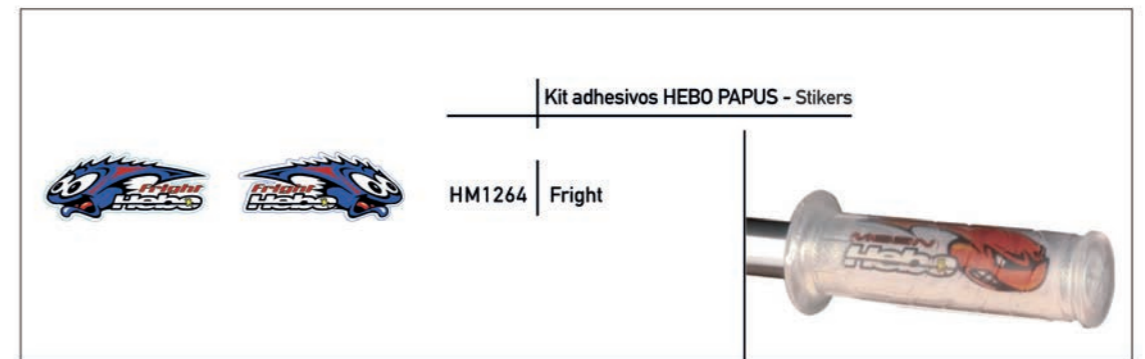 Kit adhesivos HEBO PAPUS - Stikers
Fright
Hebo
Fright
Hebo
HM1264 Fright
Hebo